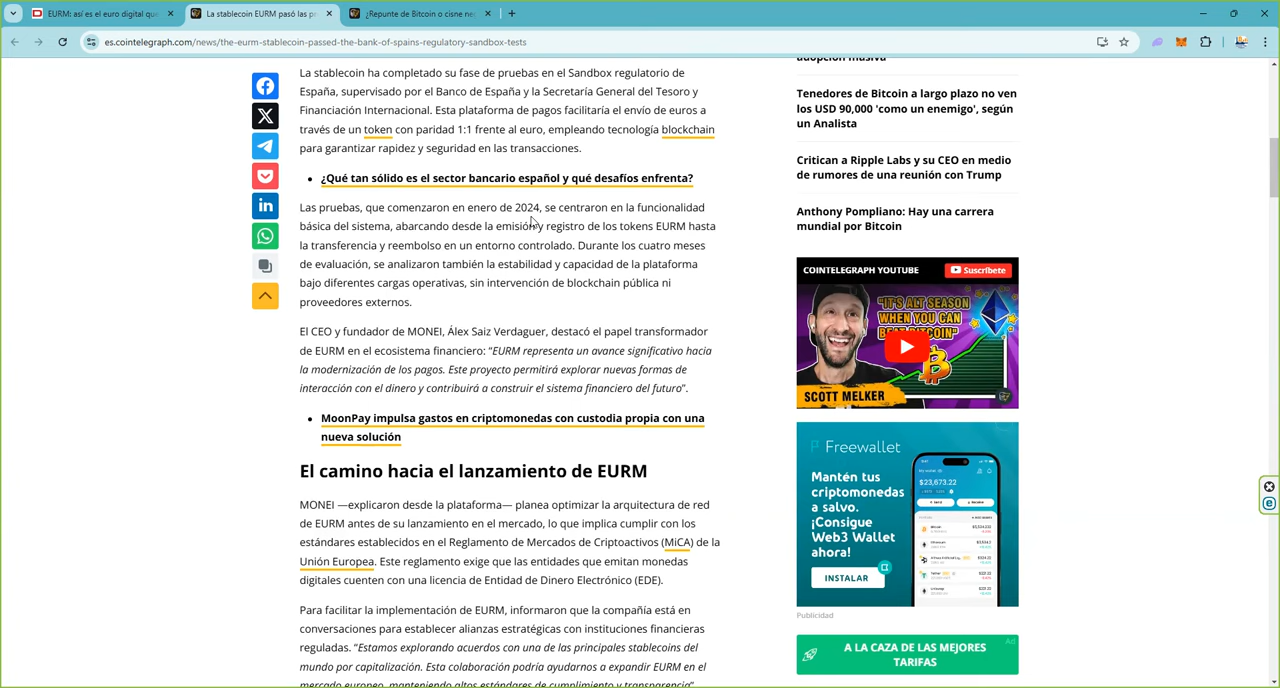 EURM: así es el euro digital que
La stablecoin EURM pasó las pr
¿Repunte de Bitcoin o cisne ne
es.cointelegraph.com/news/the-eurm-stablecoin-passed-the-bank-of-spains-regulatory-sandbox-tests
La stablecoin ha completado su fase de pruebas en el Sandbox regulatorio de
España, supervisado por el Banco de España y la Secretaría General del Tesoro y
Financiación Internacional. Esta plataforma de pagos facilitaría el envío de euros a
través de un token con paridad 1:1 frente al euro, empleando tecnología blockchain
para garantizar rapidez y seguridad en las transacciones.
¿Qué tan sólido es el sector bancario español y qué desafíos enfrenta?
Las pruebas, que comenzaron en enero de 2024, se centraron en la funcionalidad
básica del sistema, abarcando desde la emisión y registro de los tokens EURM hasta
la transferencia y reembolso en un entorno controlado. Durante los cuatro meses
de evaluación, se analizaron también la estabilidad y capacidad de la plataforma
bajo diferentes cargas operativas, sin intervención de blockchain pública ni
proveedores externos.
El CEO y fundador de MONEI, Álex Saiz Verdaguer, destacó el papel transformador
de EURM en el ecosistema financiero: “EURM representa un avance significativo hacia
la modernización de los pagos. Este proyecto permitirá explorar nuevas formas de
interacción con el dinero y contribuirá a construir el sistema financiero del futuro”.
MoonPay impulsa gastos en criptomonedas con custodia propia con una
nueva solución
El camino hacia el lanzamiento de EURM
MONEI —explicaron desde la plataforma— planea optimizar la arquitectura de red
de EURM antes de su lanzamiento en el mercado, lo que implica cumplir con los
estándares establecidos en el Reglamento de Mercados de Criptoactivos (MiCA) de la
Unión Europea. Este reglamento exige que las entidades que emitan monedas
digitales cuenten con una licencia de Entidad de Dinero Electrónico (EDE).
Para facilitar la implementación de EURM, informaron que la compañía está en
conversaciones para establecer alianzas estratégicas con instituciones financieras
reguladas. “Estamos explorando acuerdos con una de las principales stablecoins del
mundo por capitalización. Esta colaboración podría ayudarnos a expandir EURM en el
mercado europeo, manteniendo altos estándares de cumplimiento y transparencia”
adopción masiva
Tenedores de Bitcoin a largo plazo no ven
los USD 90,000 'como un enemigo', según
un Analista
Critican a Ripple Labs y su CEO en medio
de rumores de una reunión con Trump
Anthony Pompliano: Hay una carrera
mundial por Bitcoin
COINTELEGRAPH YOUTUBE
Suscríbete
"IT'S ALT SEASON
WHEN YOU CAN
BEAT BITCOIN"
SCOTT MELKER
Freewallet
Mantén tus
criptomonedas
a salvo.
¡Consigue
Web3 Wallet
ahora!
INSTALAR
$23,673.22
Publicidad
Ad
A LA CAZA DE LAS MEJORES
TARIFAS